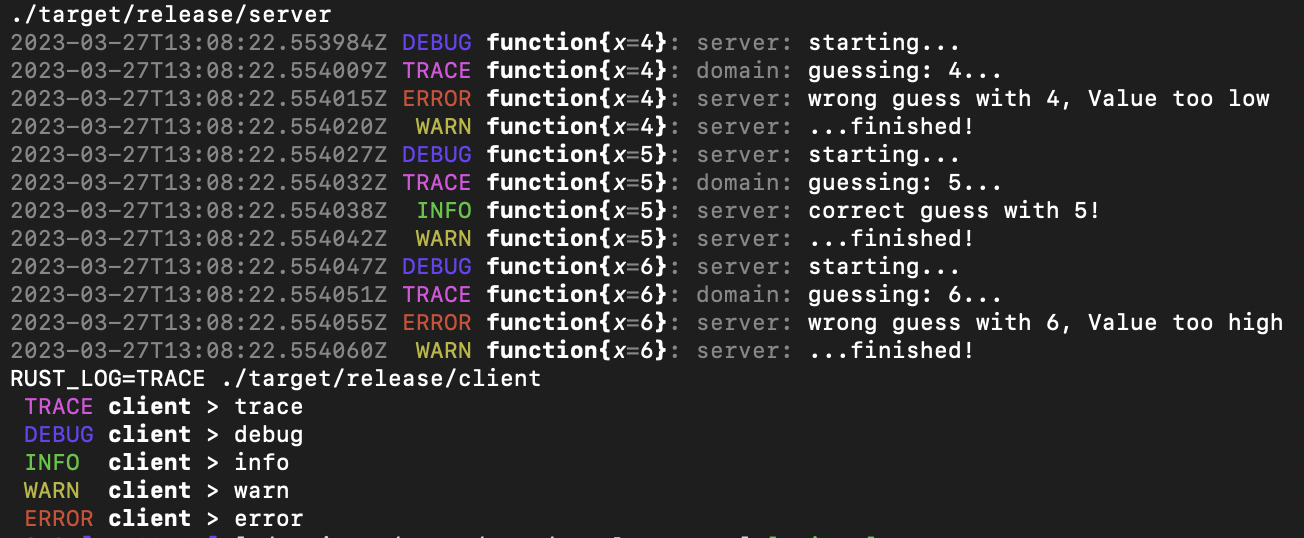 ./target/release/server
2023-03-27T13:08:22.553984Z DEBUG function{x=4}: server: starting...
2023-03-27T13:08:22.554009Z TRACE function{x=4}: domain: guessing: 4...
2023-03-27T13:08:22.554015Z ERROR function{x=4}: server: wrong guess with 4, Value too low
2023-03-27T13:08:22.554020Z  WARN function{x=4}: server: ...finished!
2023-03-27T13:08:22.554027Z DEBUG function{x=5}: server: starting...
2023-03-27T13:08:22.554032Z TRACE function{x=5}: domain: guessing: 5...
2023-03-27T13:08:22.554038Z  INFO function{x=5}: server: correct guess with 5!
2023-03-27T13:08:22.554042Z  WARN function{x=5}: server: ...finished!
2023-03-27T13:08:22.554047Z DEBUG function{x=6}: server: starting...
2023-03-27T13:08:22.554051Z TRACE function{x=6}: domain: guessing: 6...
2023-03-27T13:08:22.554055Z ERROR function{x=6}: server: wrong guess with 6, Value too high
2023-03-27T13:08:22.554060Z  WARN function{x=6}: server: ...finished!
RUST_LOG=TRACE ./target/release/client
 TRACE client > trace
 DEBUG client > debug
 INFO  client > info
 WARN  client > warn
 ERROR client > error